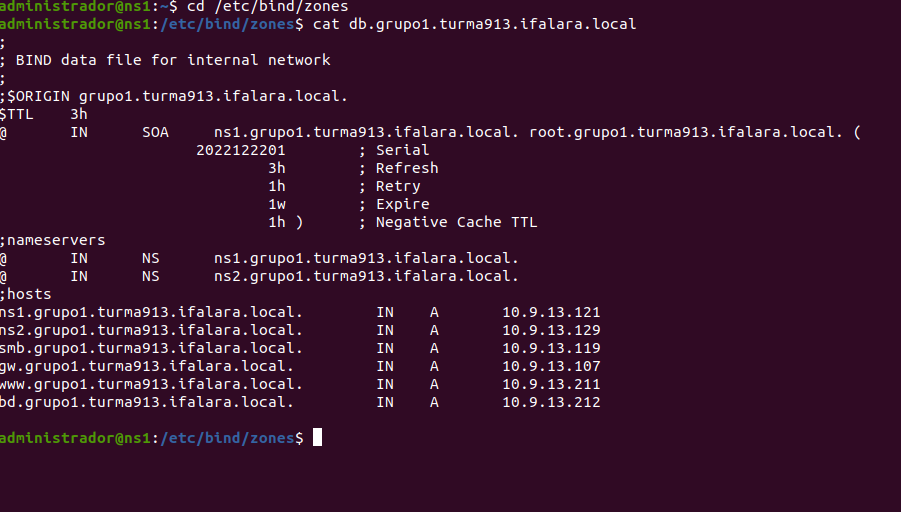 administrador@ns1:~$ cd /etc/bind/zones
administrador@ns1:/etc/bind/zones$ cat db.grupo1.turma913.ifalara.local
;
; BIND data file for internal network
;
;$ORIGIN grupo1.turma913.ifalara.local.
$TTL    3h
@       IN      SOA     ns1.grupo1.turma913.ifalara.local. root.grupo1.turma913.ifalara.local. (
                      2022122201        ; Serial
                              3h        ; Refresh
                              1h        ; Retry
                              1w        ; Expire
                              1h )      ; Negative Cache TTL
;nameservers
@       IN      NS      ns1.grupo1.turma913.ifalara.local.
@       IN      NS      ns2.grupo1.turma913.ifalara.local.
;hosts
ns1.grupo1.turma913.ifalara.local.        IN    A       10.9.13.121
ns2.grupo1.turma913.ifalara.local.        IN    A       10.9.13.129
smb.grupo1.turma913.ifalara.local.        IN    A       10.9.13.119
gw.grupo1.turma913.ifalara.local.         IN    A       10.9.13.107
www.grupo1.turma913.ifalara.local.        IN    A       10.9.13.211
bd.grupo1.turma913.ifalara.local.         IN    A       10.9.13.212
administrador@ns1:/etc/bind/zones$